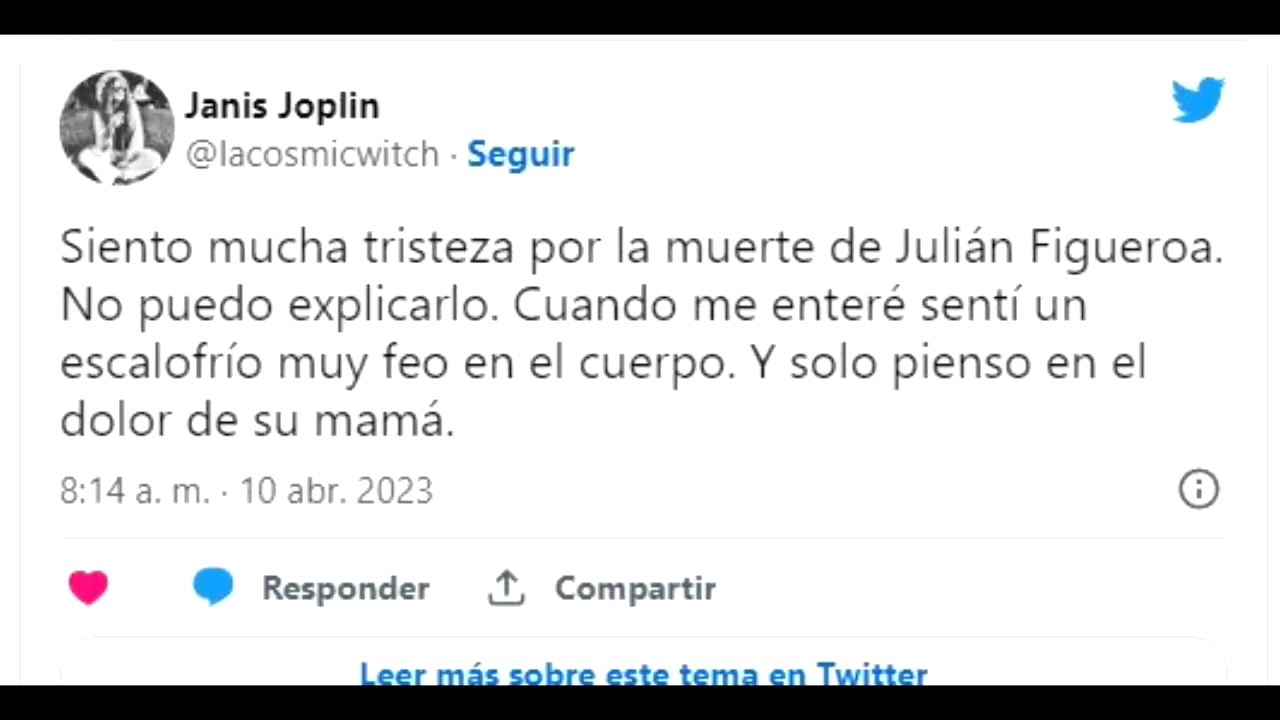 Janis Joplin
@lacosmicwitch · Seguir
Siento mucha tristeza por la muerte de Julián Figueroa.
No puedo explicarlo. Cuando me enteré sentí un
escalofrío muy feo en el cuerpo. Y solo pienso en el
dolor de su mamá.
8:14 a. m. · 10 abr. 2023
Responder Compartir
Leer más sobre este tema en Twitter